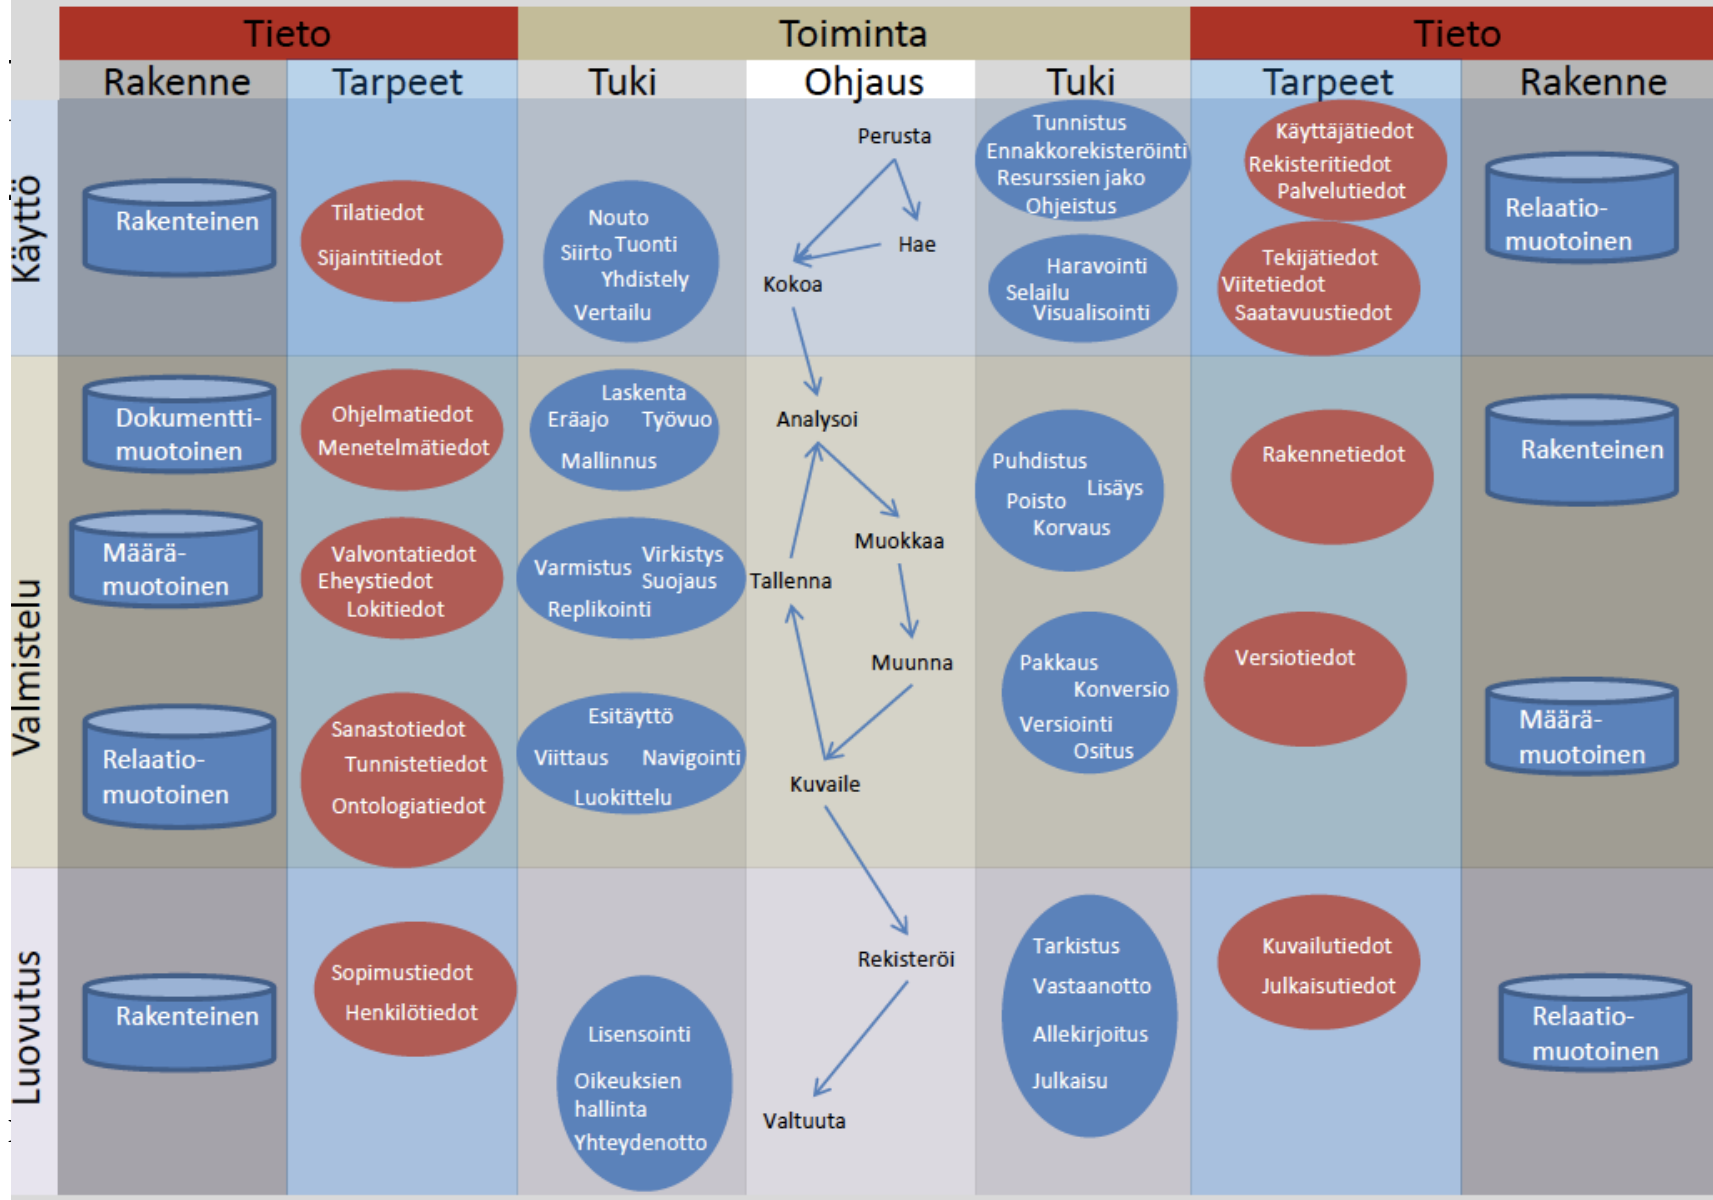 Tieto
Toiminta
Tieto
Rakenne
Tarpeet
Tuki
Ohjaus
Tuki
Tarpeet
Rakenne
Käyttö
Rakenteinen
Tilatiedot
Sijaintitiedot
Nouto
Siirto Tuonti
Yhdistely
Vertailu
Perusta
Hae
Kokoa
Tunnistus
Ennakkorekisteröinti
Resurssien jako
Ohjeistus
Haravointi
Selailu
Visualisointi
Käyttäjätiedot
Rekisteritiedot
Palvelutiedot
Tekijätiedot
Viitetiedot
Saatavuustiedot
Relaatio-
muotoinen
Valmistelu
Dokumentti-
muotoinen
Ohjelmatiedot
Menetelmätiedot
Laskenta
Eräajo Työvuo
Mallinnus
Analysoi
Puhdistus
Lisäys
Poisto
Korvaus
Rakennetiedot
Rakenteinen
Määrä-
muotoinen
Valvontatiedot
Eheystiedot
Lokitiedot
Virkistys
Varmistus
Suojaus
Replikointi
Muokkaa
Tallenna
Muunna
Pakkaus
Konversio
Versiointi
Ositus
Versiotiedot
Määrä-
muotoinen
Relaatio-
muotoinen
Sanastotiedot
Tunnistetiedot
Ontologiatiedot
Esitäyttö
Viittaus Navigointi
Luokittelu
Kuvaile
Luovutus
Rakenteinen
Sopimustiedot
Henkilötiedot
Lisensointi
Oikeuksien
hallinta
Yhteydenotto
Rekisteröi
Valtuuta
Tarkistus
Vastaanotto
Allekirjoitus
Julkaisu
Kuvailutiedot
Julkaisutiedot
Relaatio-
muotoinen